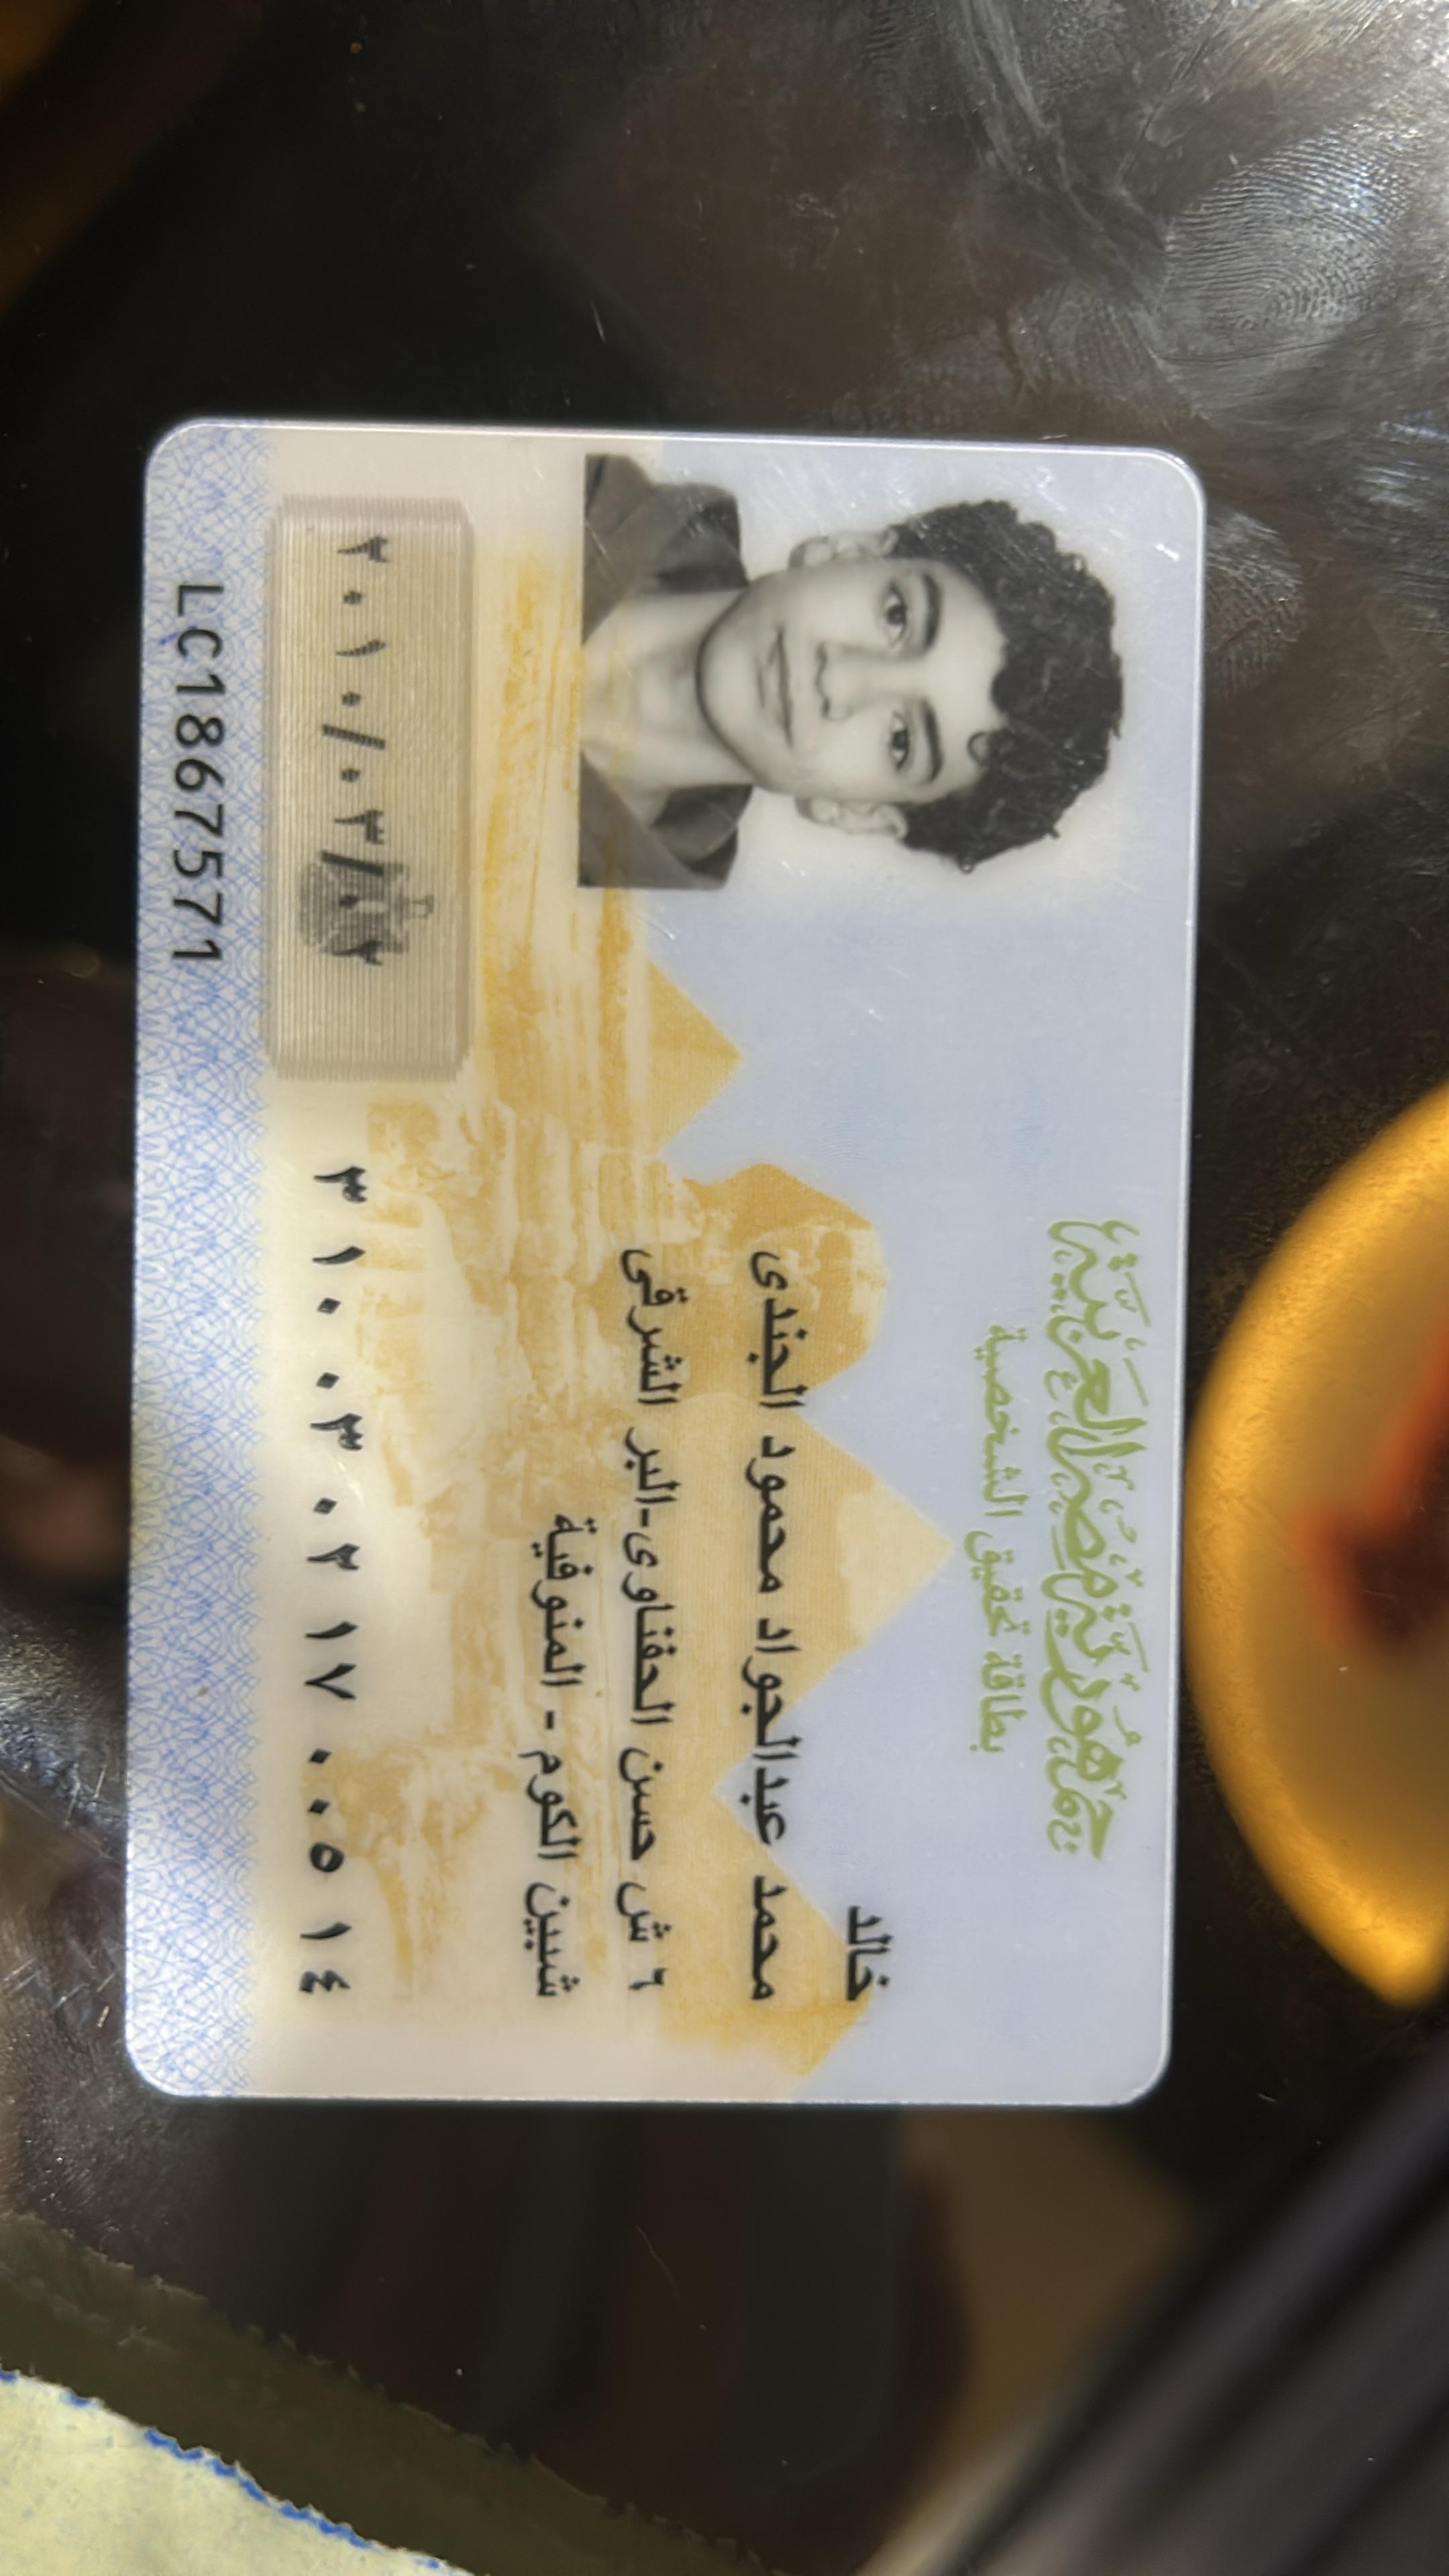 جمهورية مصر العربية
بطاقة تحقيق الشخصية
خالد
محمد عبدالجواد محمود الجندى
٦ ش حسن الحفناوى-البر الشرقى
شبين الكوم - المنوفية
٢٠١٠/٠٣/٠٢
٣١٠٠٣٠٢١٧٠٠٥١٤
LC1867571